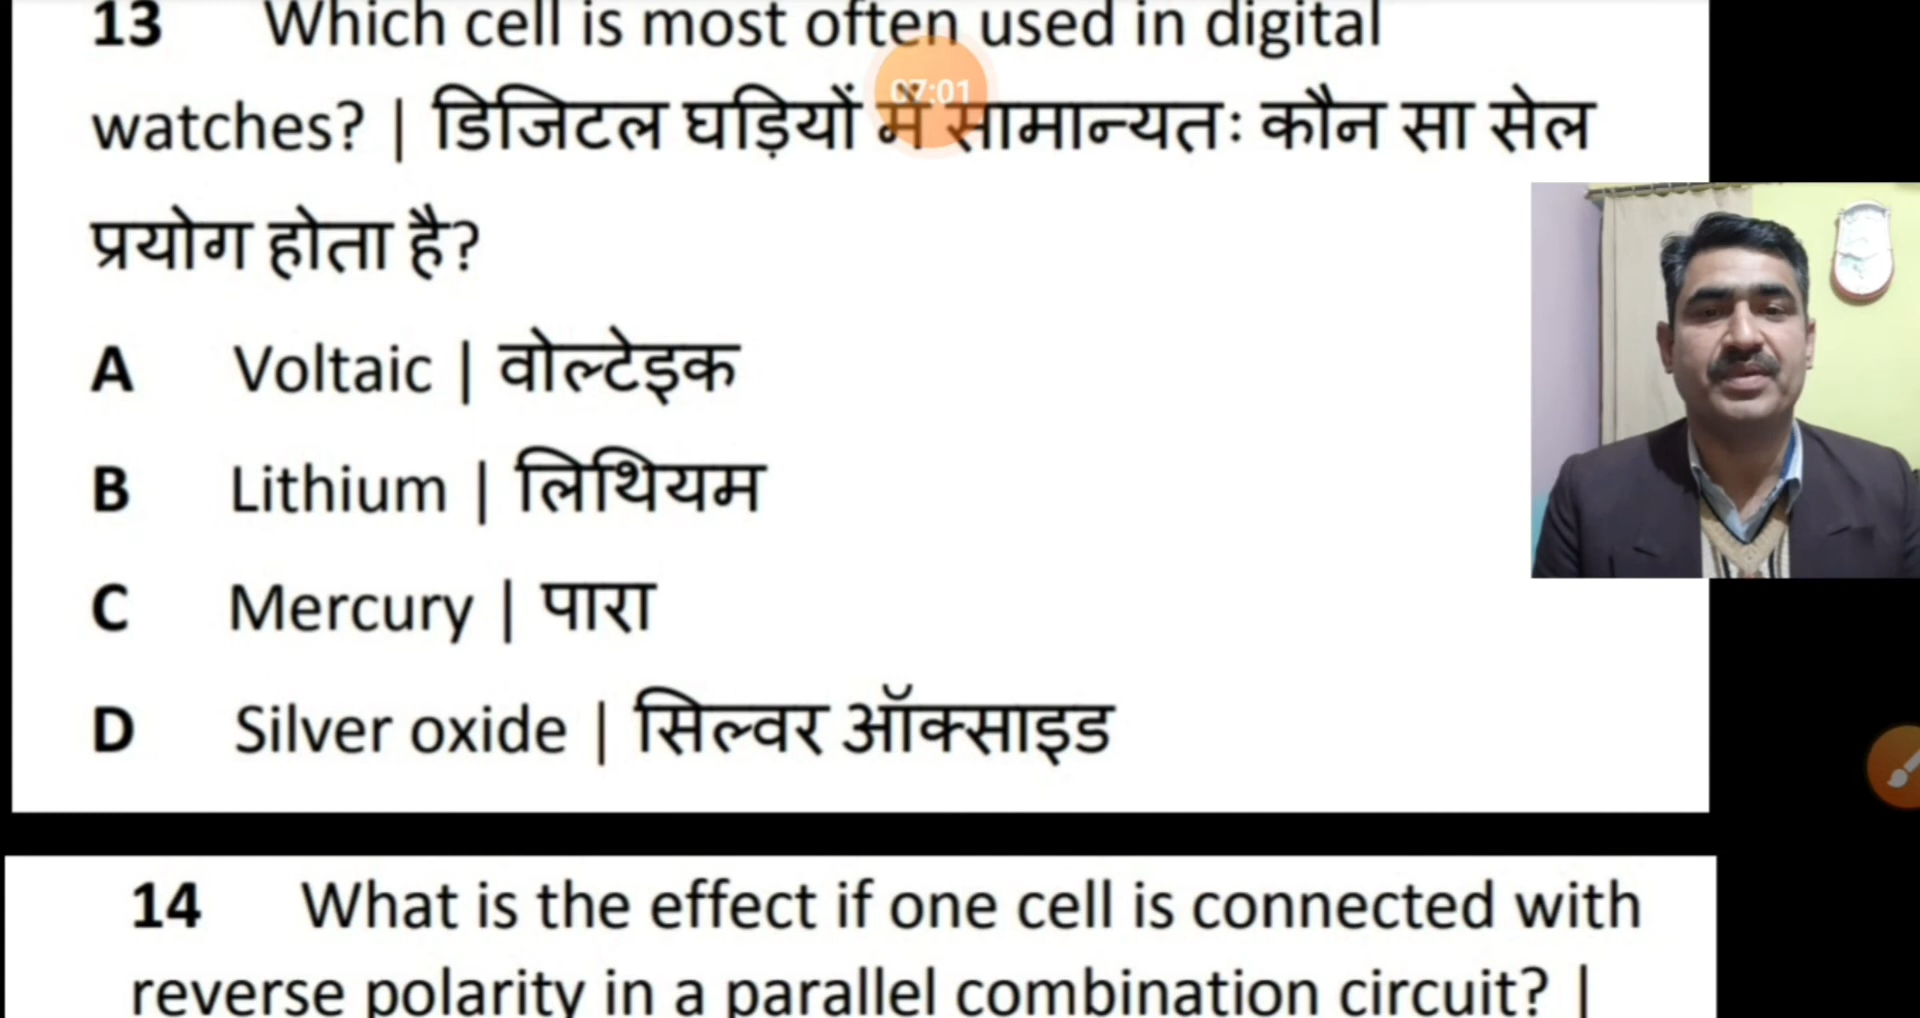 13 Which cell is most often used in digital
07:01
watches? | डिजिटल घड़ियों में सामान्यतः कौन सा सेल
प्रयोग होता है?
A Voltaic | वोल्टेइक
B Lithium | लिथियम
C Mercury | पारा
D Silver oxide | सिल्वर ऑक्साइड
14 What is the effect if one cell is connected with
reverse polarity in a parallel combination circuit? |